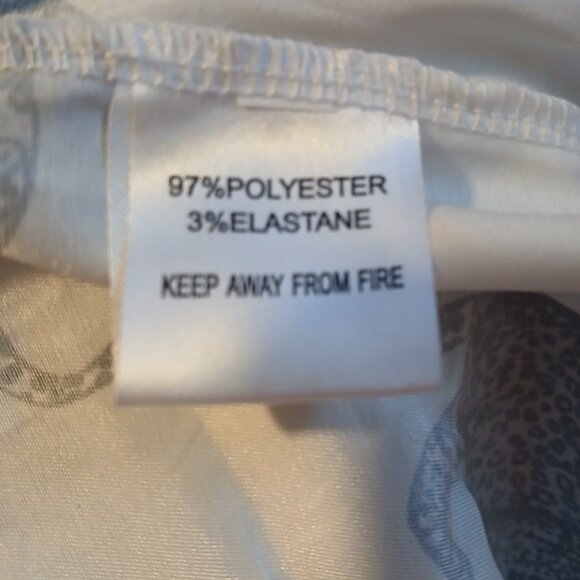 97%POLYESTER
3%ELASTANE
KEEP AWAY FROM FIRE